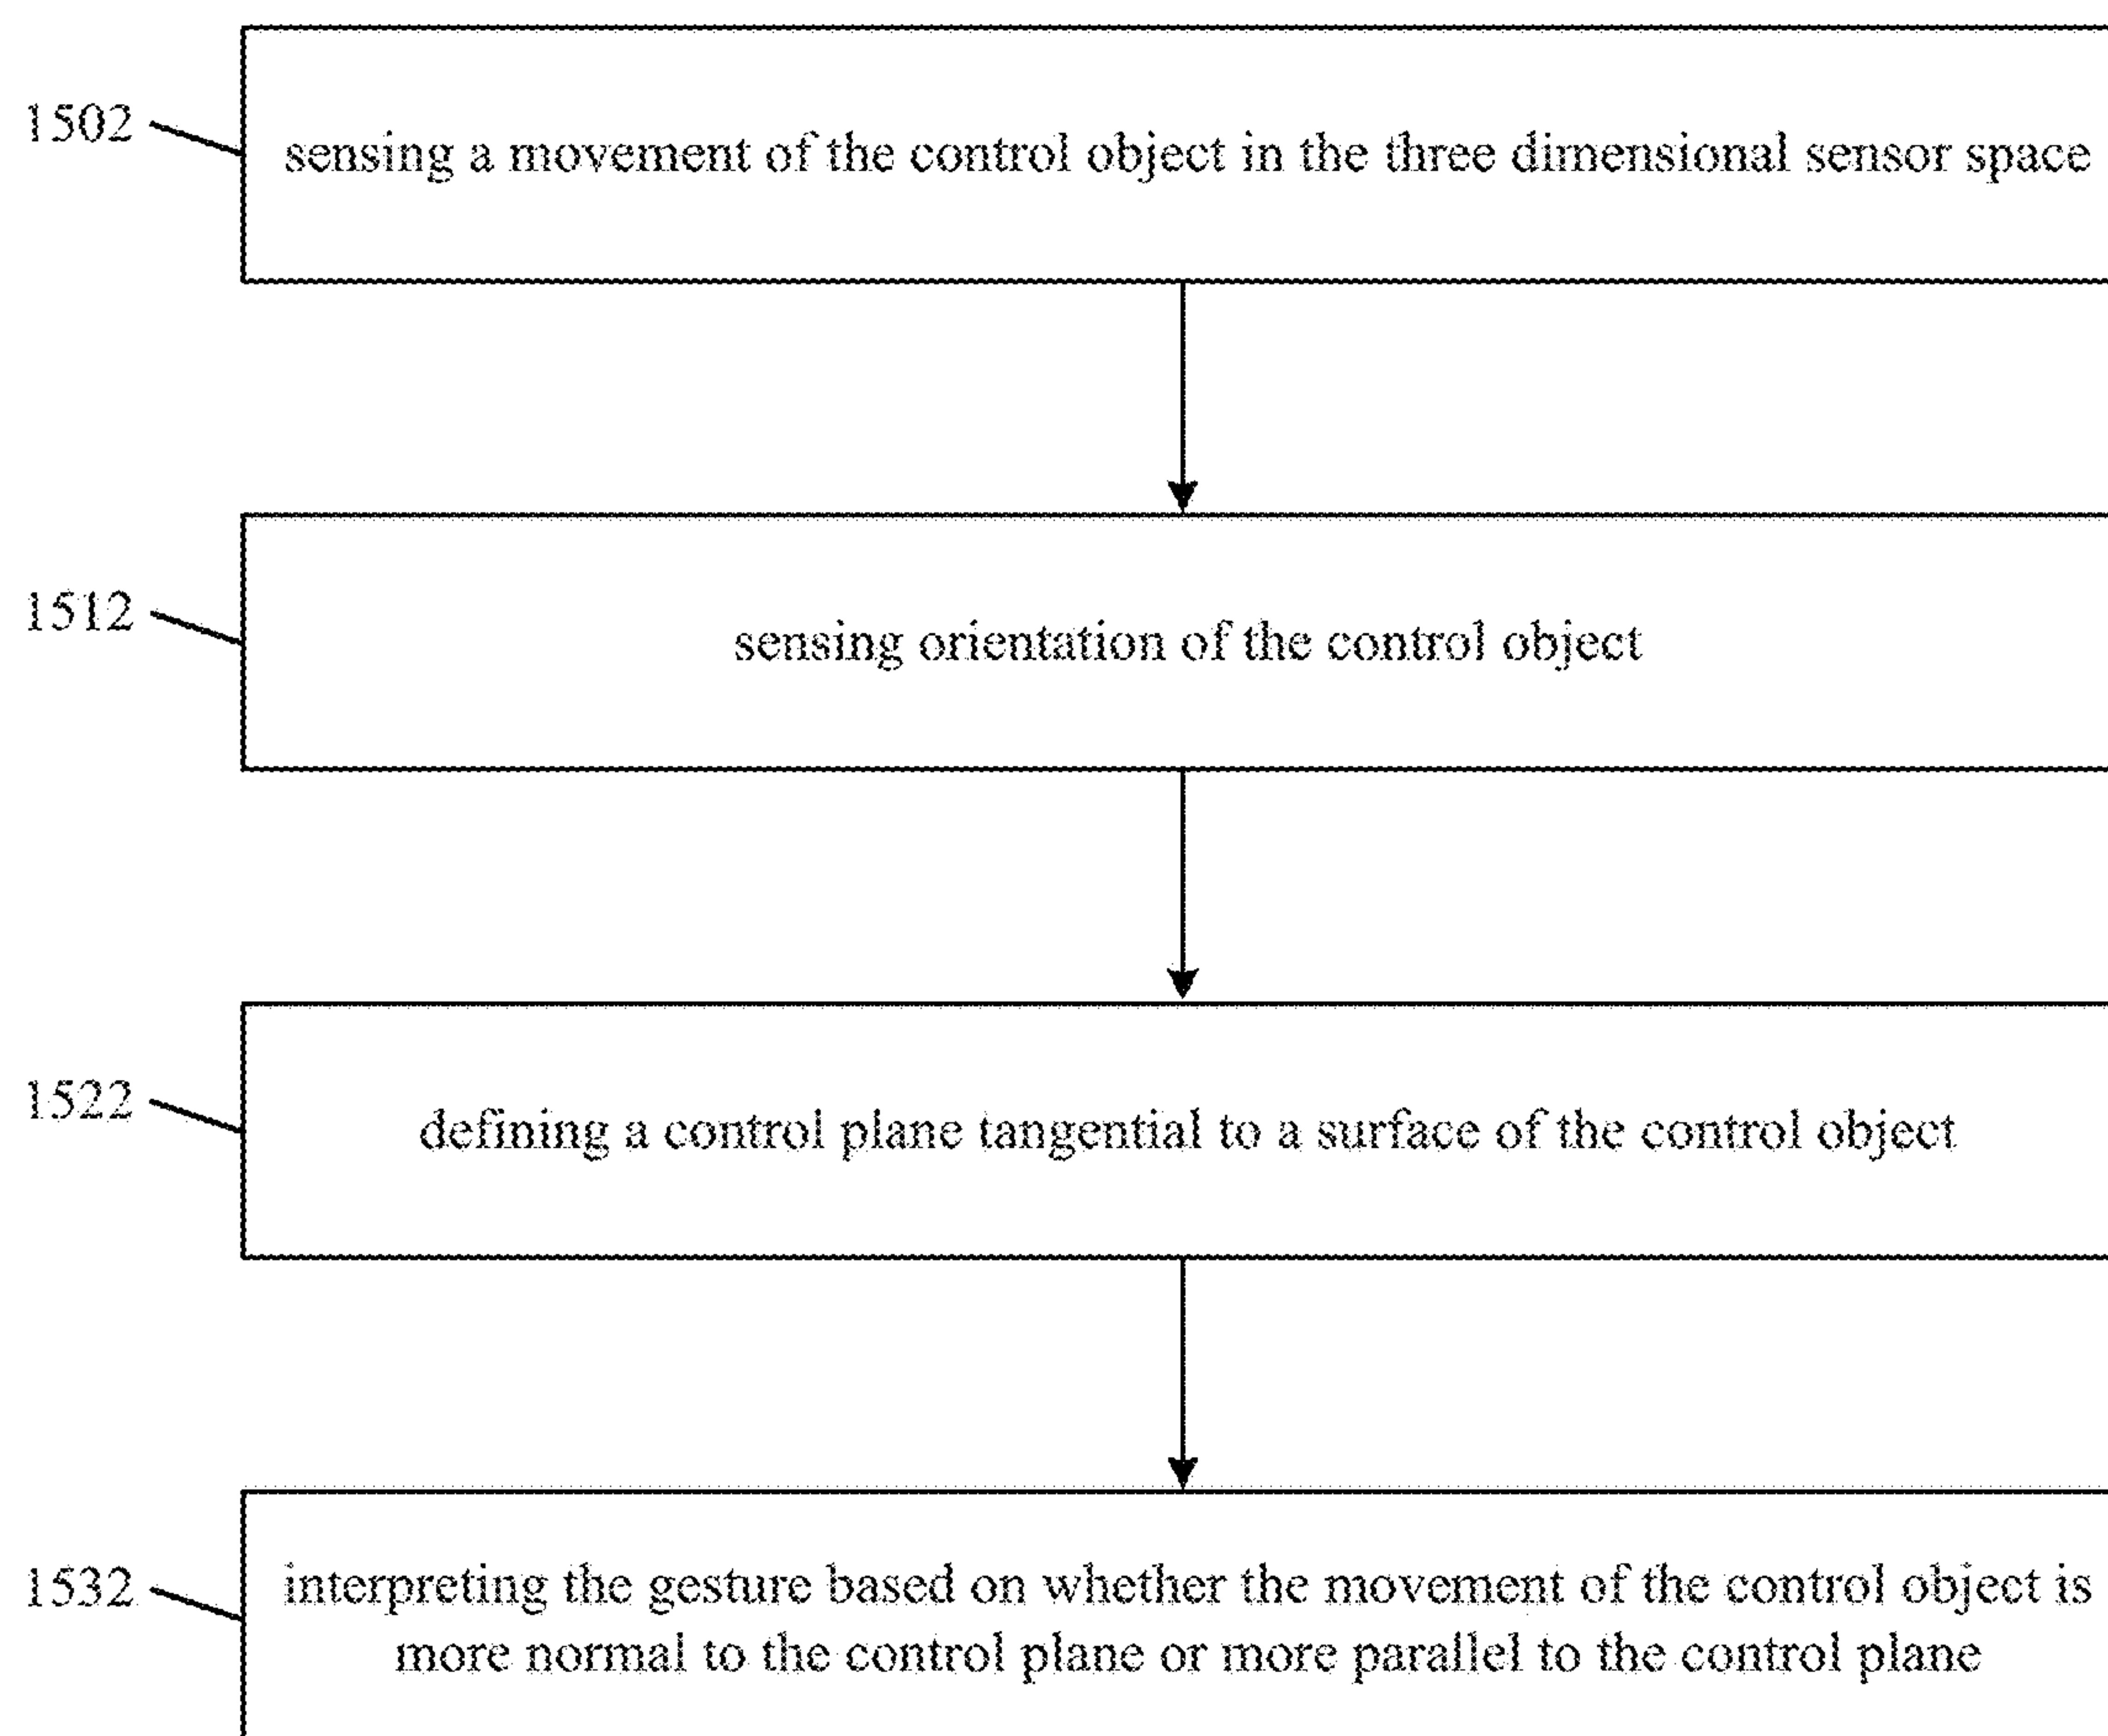 1502
sensing a movement of the control object in the three dimensional sensor space
1512
sensing orientation of the control object
1522
defining a control plane tangential to a surface of the control object
1532
interpreting the gesture based on whether the movement of the control object is
more normal to the control plane or more parallel to the control plane